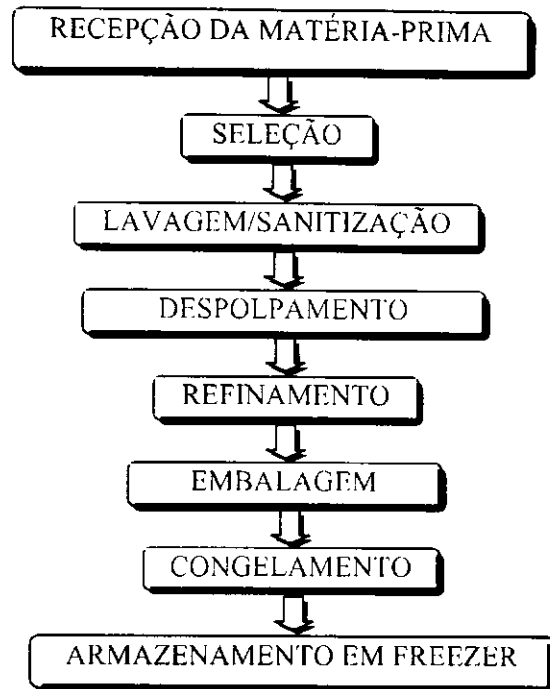 RECEPÇÃO DA MATÉRIA-PRIMA
SELEÇÃO
LAVAGEM/SANITIZAÇÃO
DESPOLPAMENTO
REFINAMENTO
EMBALAGEM
CONGELAMENTO
ARMAZENAMENTO EM FREEZER